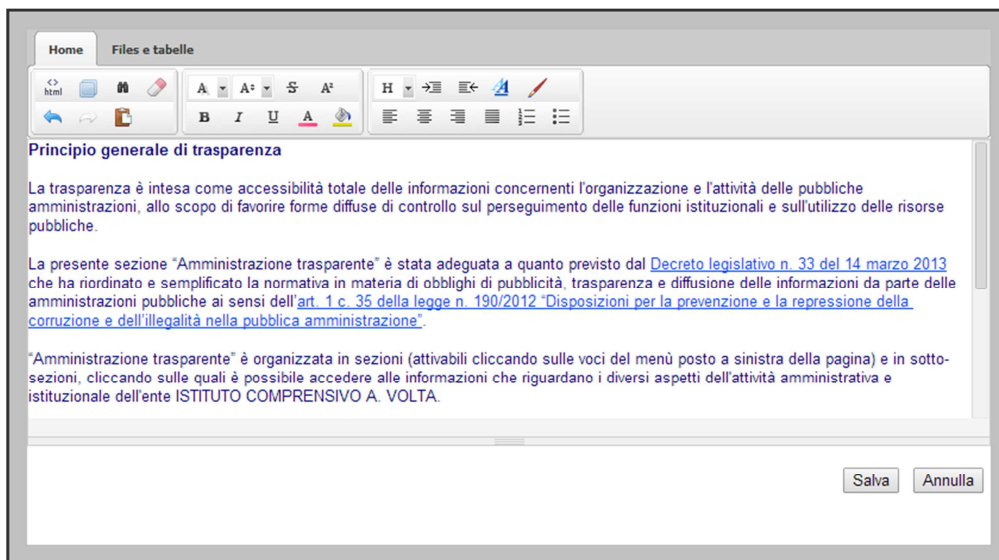 Home Files e tabelle
<> html A A S A² H A
B I U A
Principio generale di trasparenza
La trasparenza è intesa come accessibilità totale delle informazioni concernenti l'organizzazione e l'attività delle pubbliche
amministrazioni, allo scopo di favorire forme diffuse di controllo sul perseguimento delle funzioni istituzionali e sull'utilizzo delle risorse
pubbliche.
La presente sezione “Amministrazione trasparente” è stata adeguata a quanto previsto dal Decreto legislativo n. 33 del 14 marzo 2013
che ha riordinato e semplificato la normativa in materia di obblighi di pubblicità, trasparenza e diffusione delle informazioni da parte delle
amministrazioni pubbliche ai sensi dell'art. 1 c. 35 della legge n. 190/2012 “Disposizioni per la prevenzione e la repressione della
corruzione e dell'illegalità nella pubblica amministrazione”.
“Amministrazione trasparente” è organizzata in sezioni (attivabili cliccando sulle voci del menù posto a sinistra della pagina) e in sotto-
sezioni, cliccando sulle quali è possibile accedere alle informazioni che riguardano i diversi aspetti dell'attività amministrativa e
istituzionale dell'ente ISTITUTO COMPRENSIVO A. VOLTA.
Salva Annulla